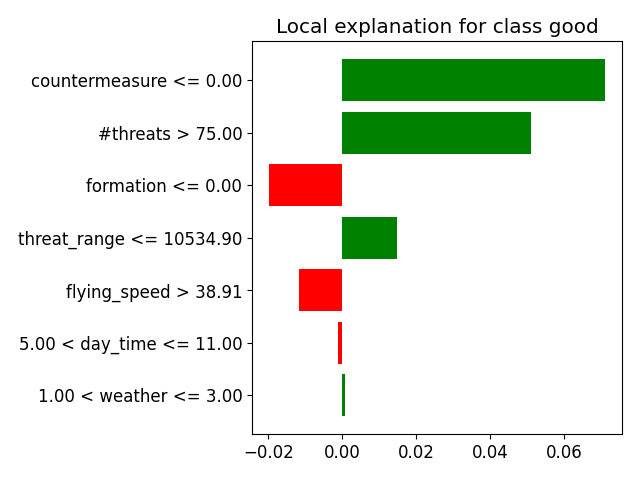 Local explanation for class good
countermeasure <= 0.00
#threats > 75.00
formation <= 0.00
threat_range <= 10534.90
flying_speed > 38.91
5.00 < day_time <= 11.00
1.00 < weather <= 3.00
−0.02 0.00 0.02 0.04 0.06